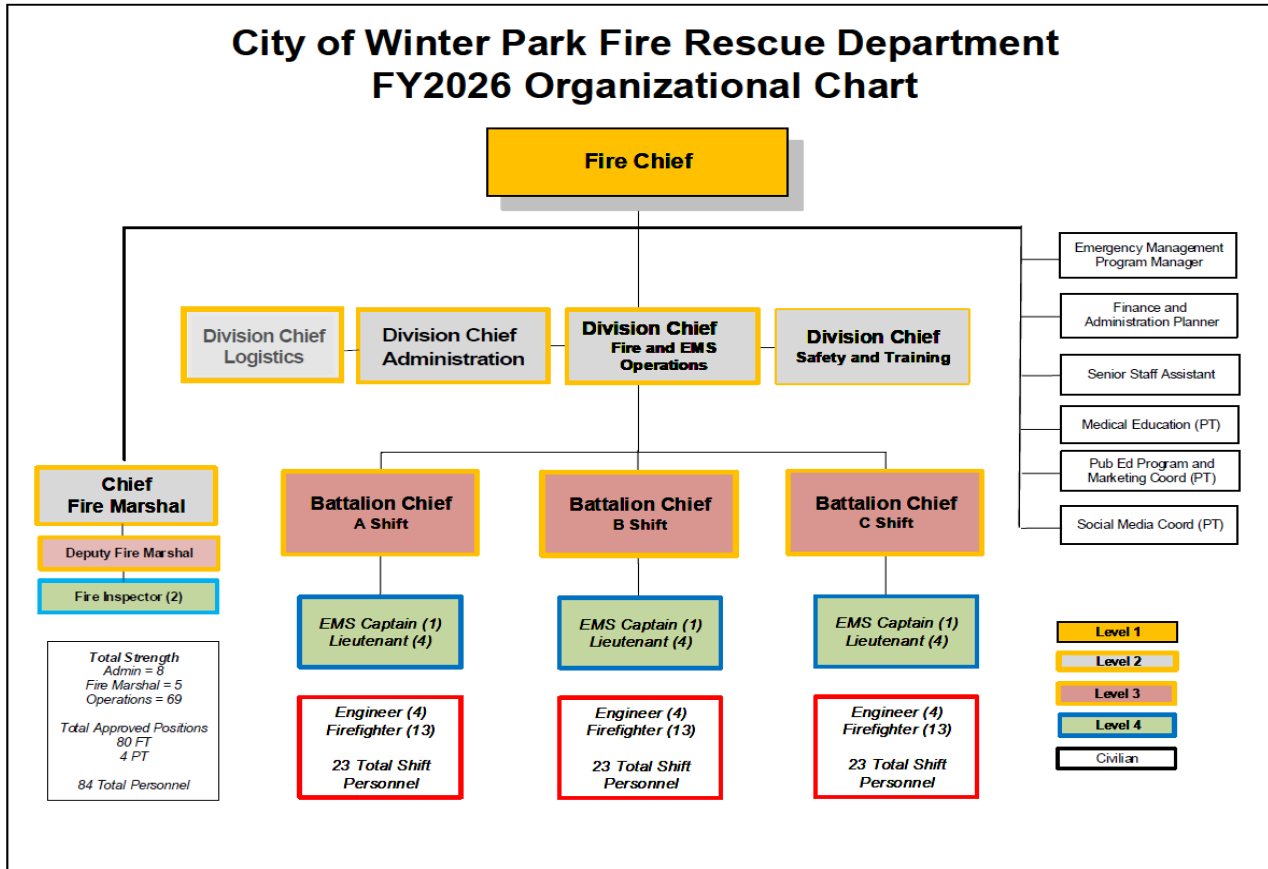 City of Winter Park Fire Rescue Department
FY2026 Organizational Chart
Fire Chief
Emergency Management
Program Manager
Finance and
Administration Planner
Senior Staff Assistant
Medical Education (PT)
Pub Ed Program and
Marketing Coord (PT)
Social Media Coord (PT)
Division Chief
Logistics
Division Chief
Administration
Division Chief
Fire and EMS
Operations
Division Chief
Safety and Training
Chief
Fire Marshal
Deputy Fire Marshal
Fire Inspector (2)
Battalion Chief
A Shift
Battalion Chief
B Shift
Battalion Chief
C Shift
EMS Captain (1)
Lieutenant (4)
EMS Captain (1)
Lieutenant (4)
EMS Captain (1)
Lieutenant (4)
Engineer (4)
Firefighter (13)
23 Total Shift
Personnel
Engineer (4)
Firefighter (13)
23 Total Shift
Personnel
Engineer (4)
Firefighter (13)
23 Total Shift
Personnel
Total Strength
Admin = 8
Fire Marshal = 5
Operations = 69
Total Approved Positions
80 FT
4 PT
84 Total Personnel
Level 1
Level 2
Level 3
Level 4
Civilian